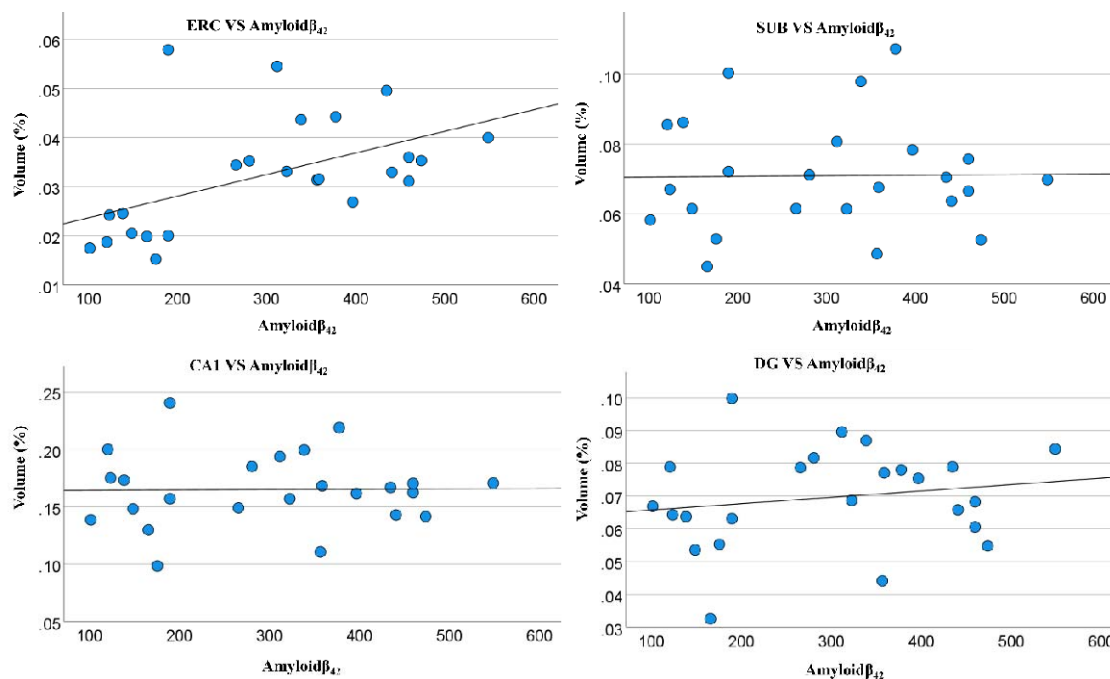 ERC VS Amyloidβ₄₂
.06
.05
.04
.03
.02
.01
Volume (%)
100 200 300 400 500 600
Amyloidβ₄₂
SUB VS Amyloidβ₄₂
.10
.08
.06
.04
Volume (%)
100 200 300 400 500 600
Amyloidβ₄₂
CA1 VS Amyloidβ₄₂
.25
.20
.15
.10
.05
Volume (%)
100 200 300 400 500 600
Amyloidβ₄₂
DG VS Amyloidβ₄₂
.10
.09
.08
.07
.06
.05
.04
.03
Volume (%)
100 200 300 400 500 600
Amyloidβ₄₂